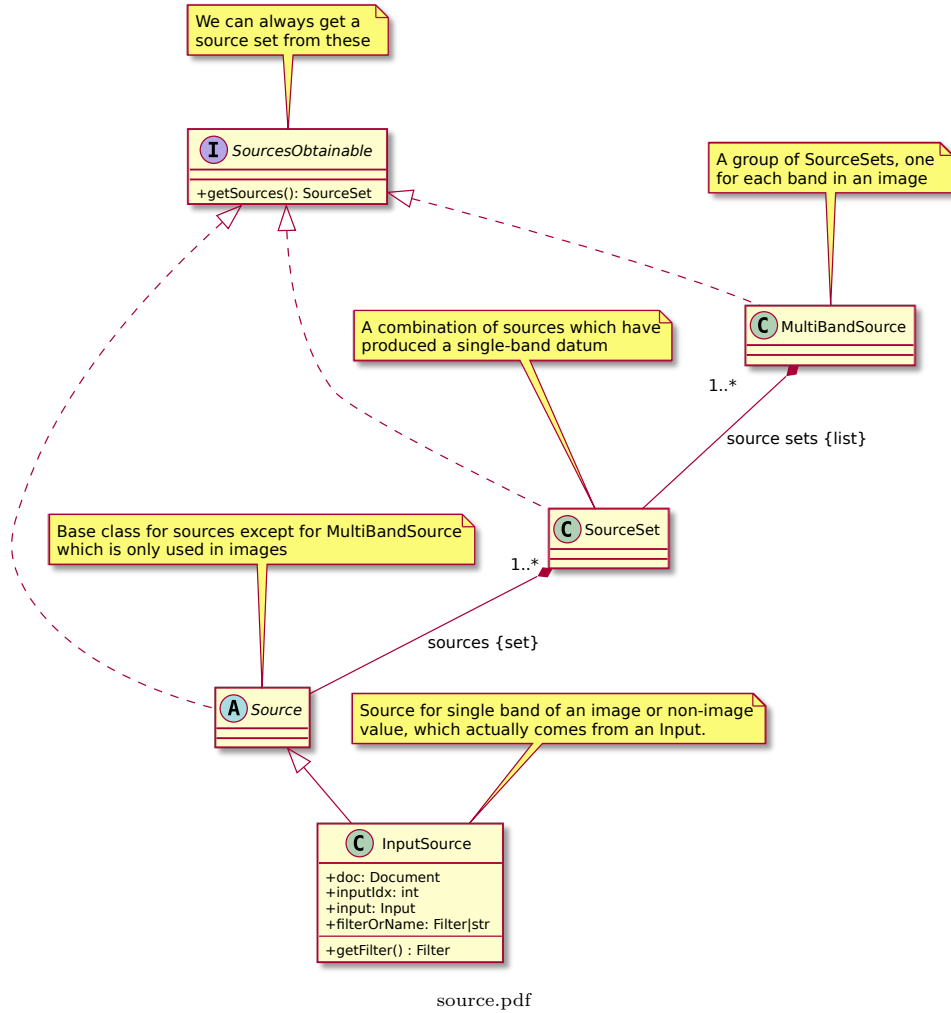 We can always get a
source set from these
I SourcesObtainable
+getSources(): SourceSet
A group of SourceSets, one
for each band in an image
C MultiBandSource
A combination of sources which have
produced a single-band datum
1..*
source sets {list}
C SourceSet
Base class for sources except for MultiBandSource
which is only used in images
1..*
sources {set}
A Source
Source for single band of an image or non-image
value, which actually comes from an Input.
C InputSource
+doc: Document
+inputIdx: int
+input: Input
+filterOrName: Filter|str
+getFilter() : Filter
source.pdf